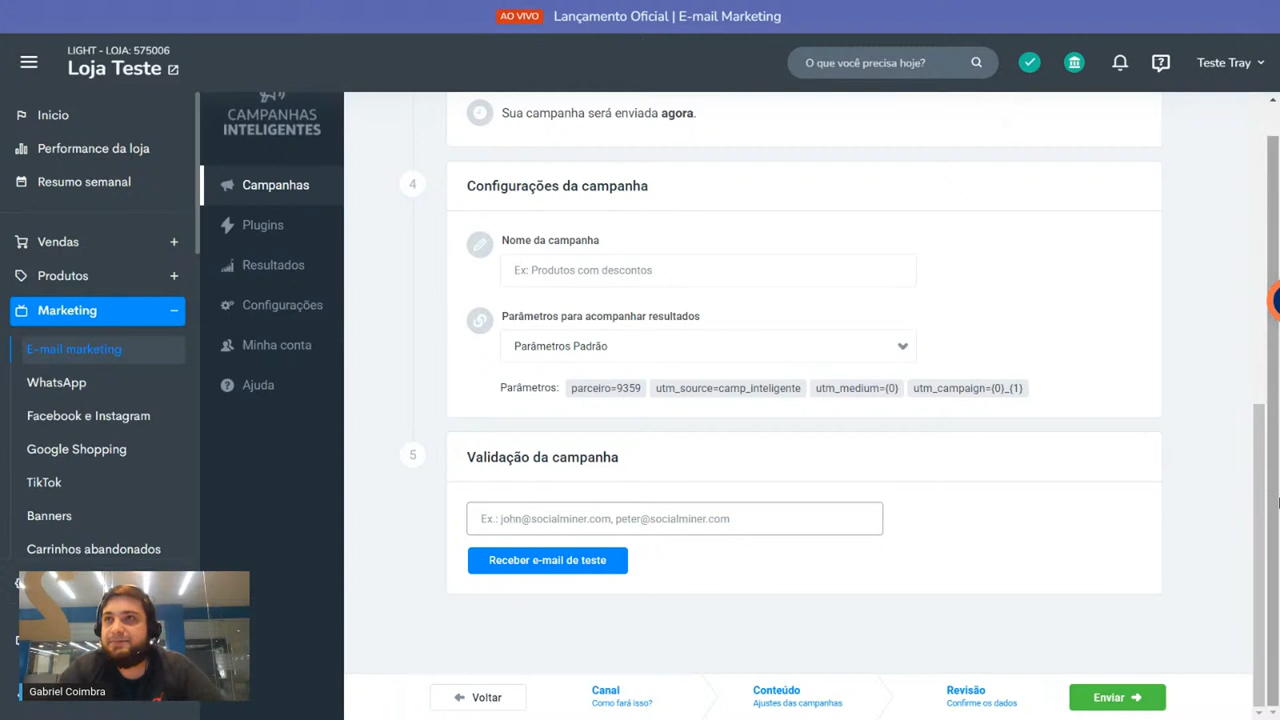 AO VIVO Lançamento Oficial | E-mail Marketing
LIGHT - LOJA: 575006
Loja Teste
O que você precisa hoje?
Teste Tray
Inicio
Performance da loja
Resumo semanal
Vendas
Produtos
Marketing
E-mail marketing
WhatsApp
Facebook e Instagram
Google Shopping
TikTok
Banners
Carrinhos abandonados
Gabriel Coimbra
CAMPANHAS
INTELIGENTES
Campanhas
Plugins
Resultados
Configurações
Minha conta
Ajuda
Sua campanha será enviada agora.
4
Configurações da campanha
Nome da campanha
Ex: Produtos com descontos
Parâmetros para acompanhar resultados
Parâmetros Padrão
Parâmetros: parceiro=9359 utm_source=camp_inteligente utm_medium={0} utm_campaign={0}_{1}
5
Validação da campanha
Ex.: john@socialminer.com, peter@socialminer.com
Receber e-mail de teste
Voltar
Canal
Como fará isso?
Conteúdo
Ajustes das campanhas
Revisão
Confirme os dados
Enviar